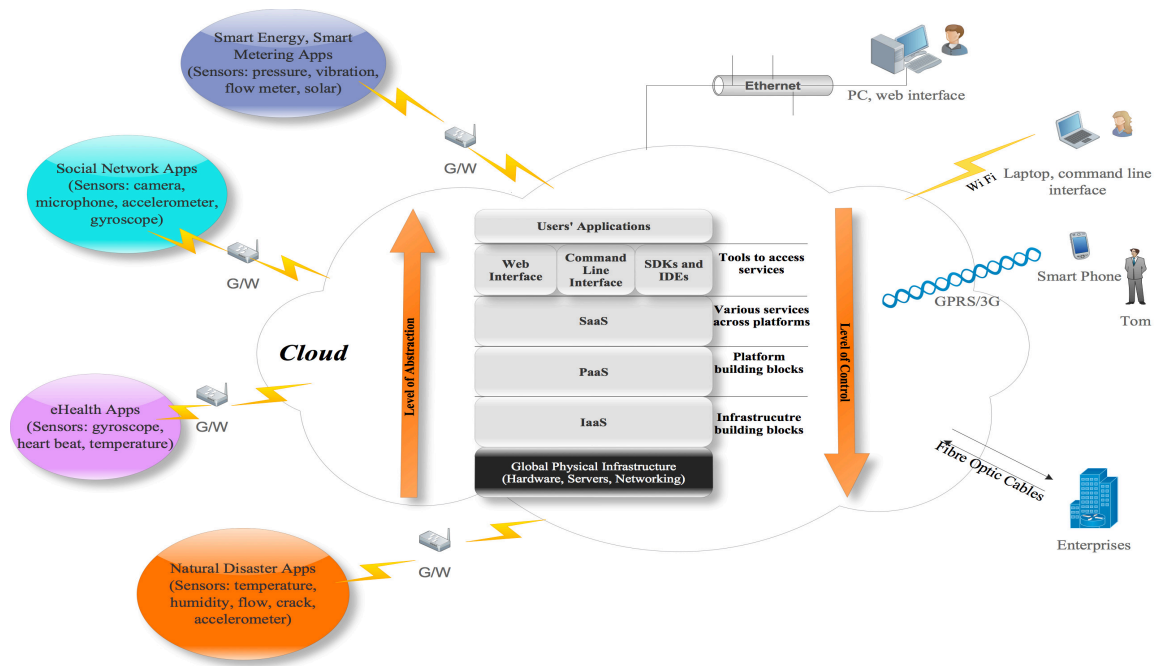 Smart Energy, Smart
Metering Apps
(Sensors: pressure, vibration,
flow meter, solar)
G/W
Social Network Apps
(Sensors: camera,
microphone, accelerometer,
gyroscope)
G/W
eHealth Apps
(Sensors: gyroscope,
heart beat, temperature)
G/W
Natural Disaster Apps
(Sensors: temperature,
humidity, flow, crack,
accelerometer)
G/W
Cloud
Level of Abstraction
Users' Applications
Web
Interface
Command
Line
Interface
SDKs and
IDEs
Tools to access
services
SaaS
Various services
across platforms
PaaS
Platform
building blocks
IaaS
Infrastrucutre
building blocks
Global Physical Infrastructure
(Hardware, Servers, Networking)
Level of Control
Ethernet
PC, web interface
Wi Fi
Laptop, command line
interface
GPRS/3G
Smart Phone
Tom
Fibre Optic Cables
Enterprises